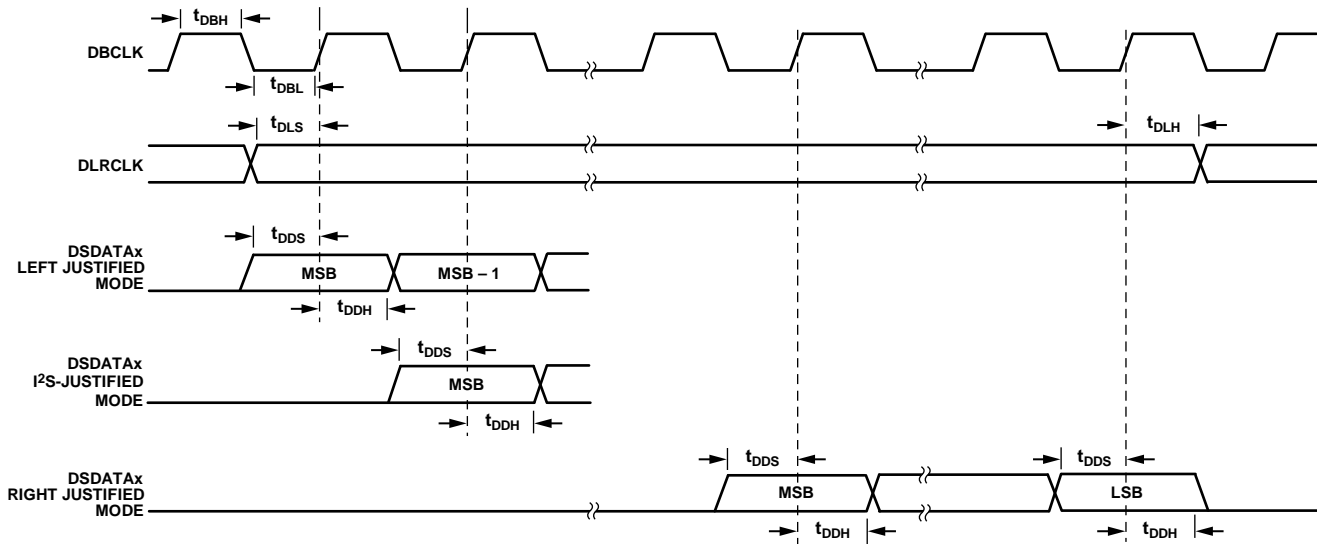 tDBH
DBCLK
tDBL
tDLS
tDLH
DLRCLK
tDDS
DSDATAx
LEFT JUSTIFIED
MODE
MSB
MSB – 1
tDDH
tDDS
DSDATAx
I²S-JUSTIFIED
MODE
MSB
tDDH
tDDS
tDDS
DSDATAx
RIGHT JUSTIFIED
MODE
MSB
LSB
tDDH
tDDH